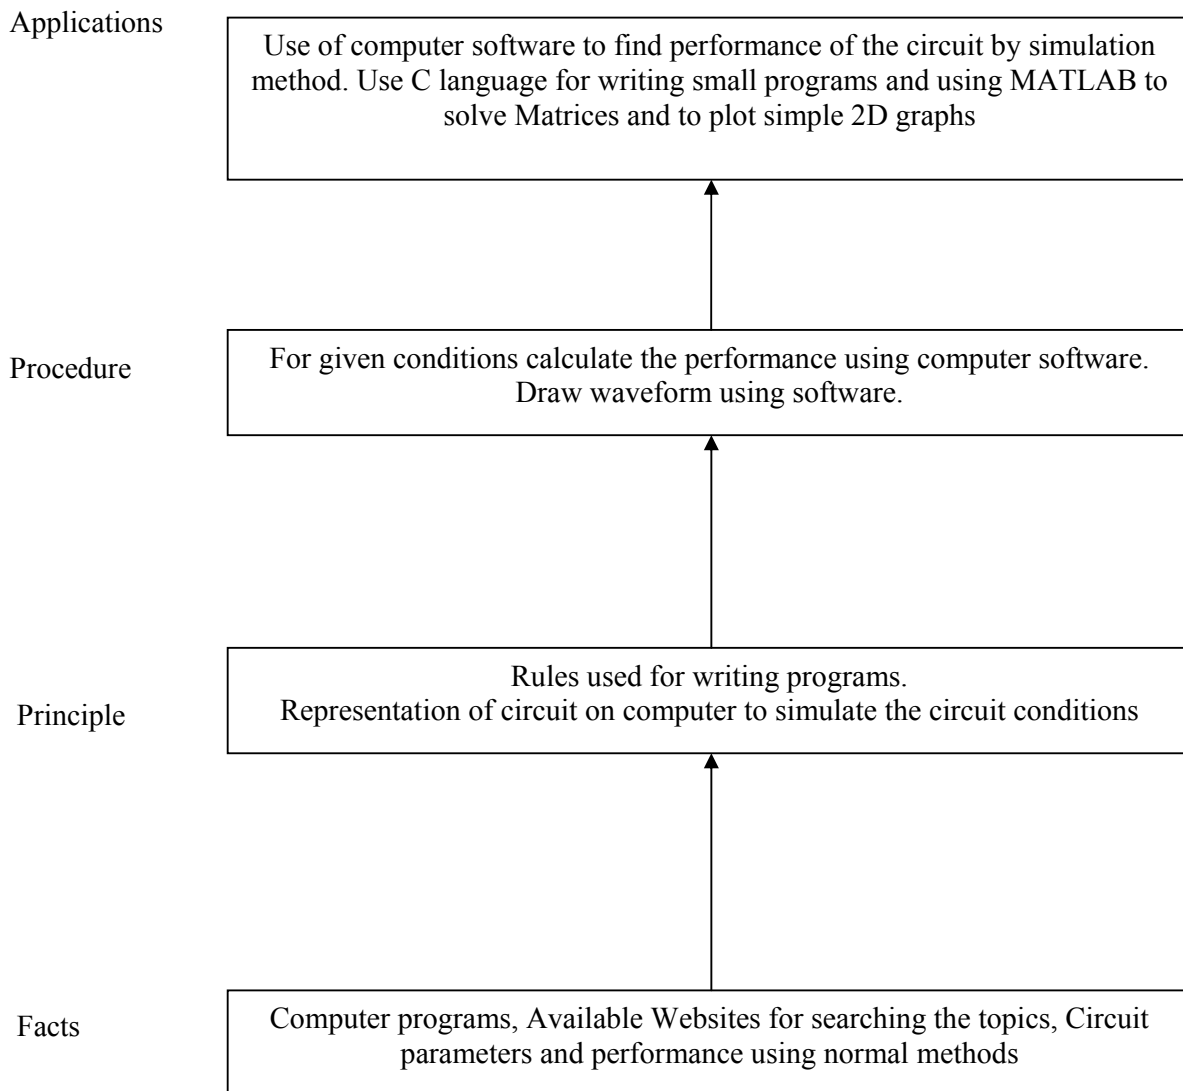 Applications
Use of computer software to find performance of the circuit by simulation
method. Use C language for writing small programs and using MATLAB to
solve Matrices and to plot simple 2D graphs
Procedure
For given conditions calculate the performance using computer software.
Draw waveform using software.
Principle
Rules used for writing programs.
Representation of circuit on computer to simulate the circuit conditions
Facts
Computer programs, Available Websites for searching the topics, Circuit
parameters and performance using normal methods